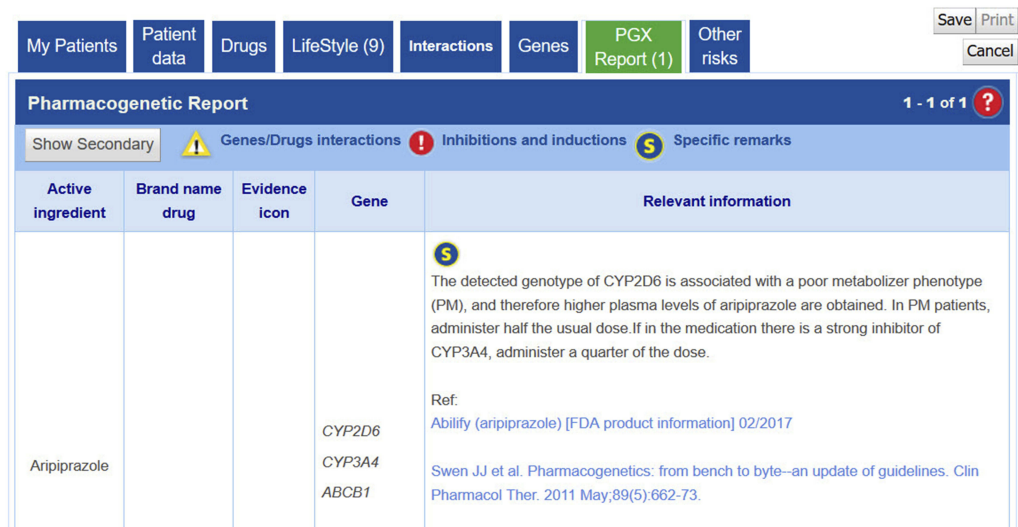 Save Print
Cancel
My Patients
Patient
data
Drugs
LifeStyle (9)
Interactions
Genes
PGX
Report (1)
Other
risks
Pharmacogenetic Report
1 - 1 of 1 ?
Show Secondary
! Genes/Drugs interactions
! Inhibitions and inductions
S Specific remarks
Active
ingredient
Brand name
drug
Evidence
icon
Gene
Relevant information
Aripiprazole
CYP2D6
CYP3A4
ABCB1
S
The detected genotype of CYP2D6 is associated with a poor metabolizer phenotype
(PM), and therefore higher plasma levels of aripiprazole are obtained. In PM patients,
administer half the usual dose.If in the medication there is a strong inhibitor of
CYP3A4, administer a quarter of the dose.
Ref:
Abilify (aripiprazole) [FDA product information] 02/2017
Swen JJ et al. Pharmacogenetics: from bench to byte--an update of guidelines. Clin
Pharmacol Ther. 2011 May;89(5):662-73.